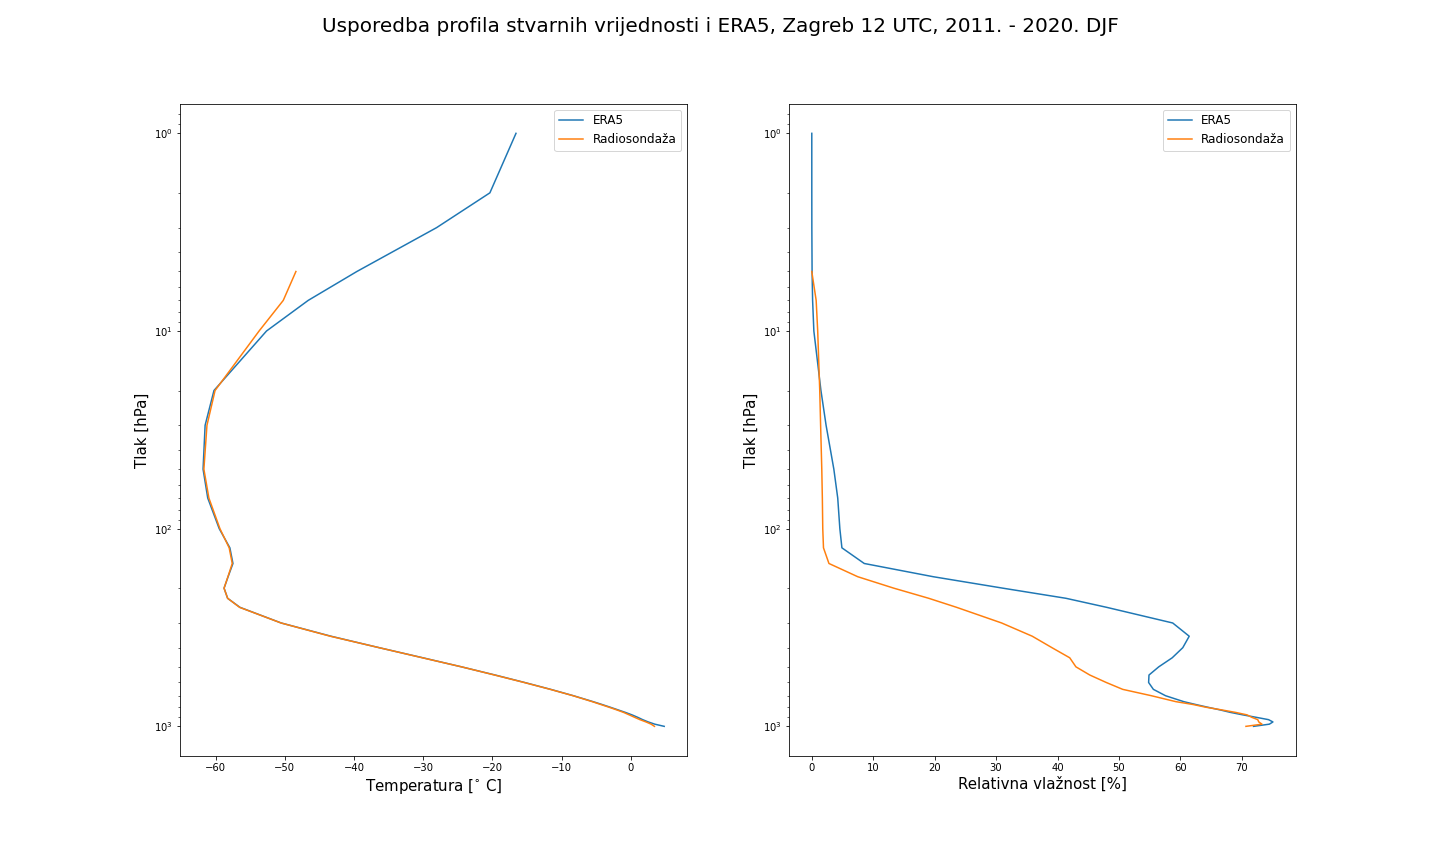 Usporedba profila stvarnih vrijednosti i ERA5, Zagreb 12 UTC, 2011. - 2020. DJF
ERA5
Radiosondaža
10⁰
10¹
10²
10³
Tlak [hPa]
−60 −50 −40 −30 −20 −10 0
Temperatura [° C]
ERA5
Radiosondaža
10⁰
10¹
10²
10³
Tlak [hPa]
0 10 20 30 40 50 60 70
Relativna vlažnost [%]